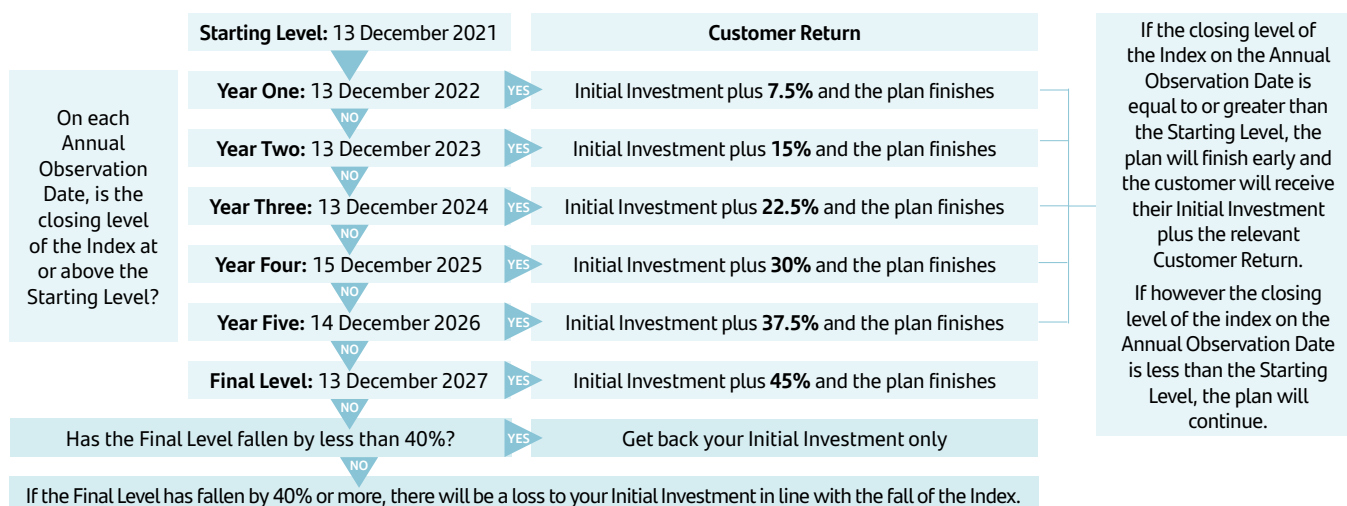 Starting Level: 13 December 2021
Customer Return
On each
Annual
Observation
Date, is the
closing level
of the Index at
or above the
Starting Level?
Year One: 13 December 2022
YES
Initial Investment plus 7.5% and the plan finishes
NO
Year Two: 13 December 2023
YES
Initial Investment plus 15% and the plan finishes
NO
Year Three: 13 December 2024
YES
Initial Investment plus 22.5% and the plan finishes
NO
Year Four: 15 December 2025
YES
Initial Investment plus 30% and the plan finishes
NO
Year Five: 14 December 2026
YES
Initial Investment plus 37.5% and the plan finishes
NO
Final Level: 13 December 2027
YES
Initial Investment plus 45% and the plan finishes
NO
Has the Final Level fallen by less than 40%?
YES
Get back your Initial Investment only
NO
If the Final Level has fallen by 40% or more, there will be a loss to your Initial Investment in line with the fall of the Index.
If the closing level of
the Index on the Annual
Observation Date is
equal to or greater than
the Starting Level, the
plan will finish early and
the customer will receive
their Initial Investment
plus the relevant
Customer Return.
If however the closing
level of the index on the
Annual Observation Date
is less than the Starting
Level, the plan will
continue.